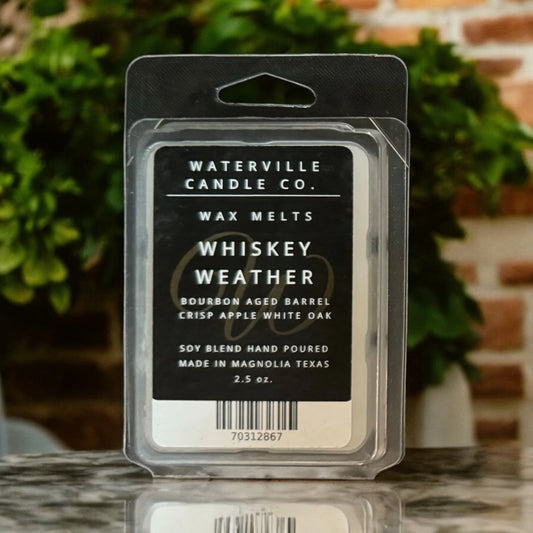 WATERVILLE
CANDLE CO.
WAX MELTS
WHISKEY
WEATHER
BOURBON AGED BARREL
CRISP APPLE WHITE OAK
SOY BLEND HAND POURED
MADE IN MAGNOLIA TEXAS
2.5 oz.
70312867